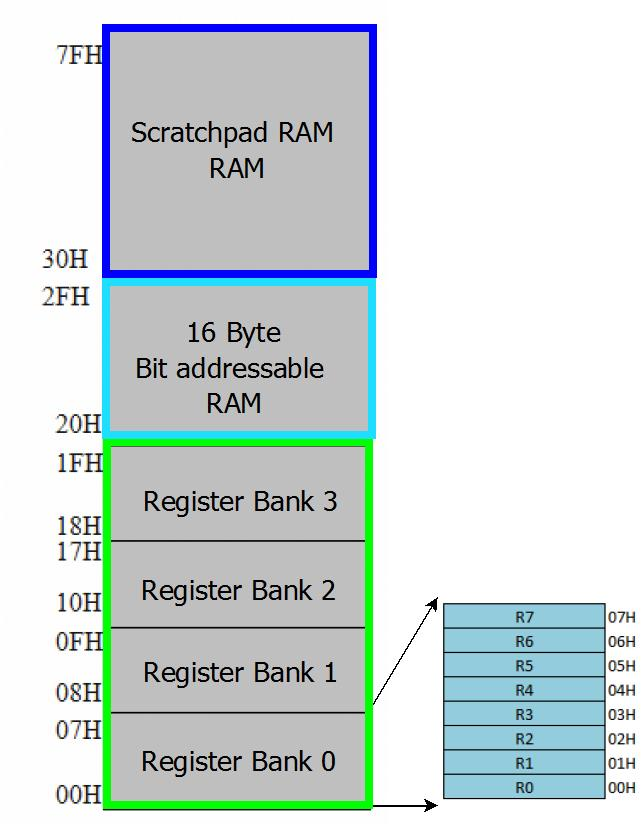 7FH
Scratchpad RAM
RAM
30H
2FH
16 Byte
Bit addressable
RAM
20H
1FH
Register Bank 3
18H
17H
Register Bank 2
10H
0FH
Register Bank 1
08H
07H
Register Bank 0
00H
R7 07H
R6 06H
R5 05H
R4 04H
R3 03H
R2 02H
R1 01H
R0 00H